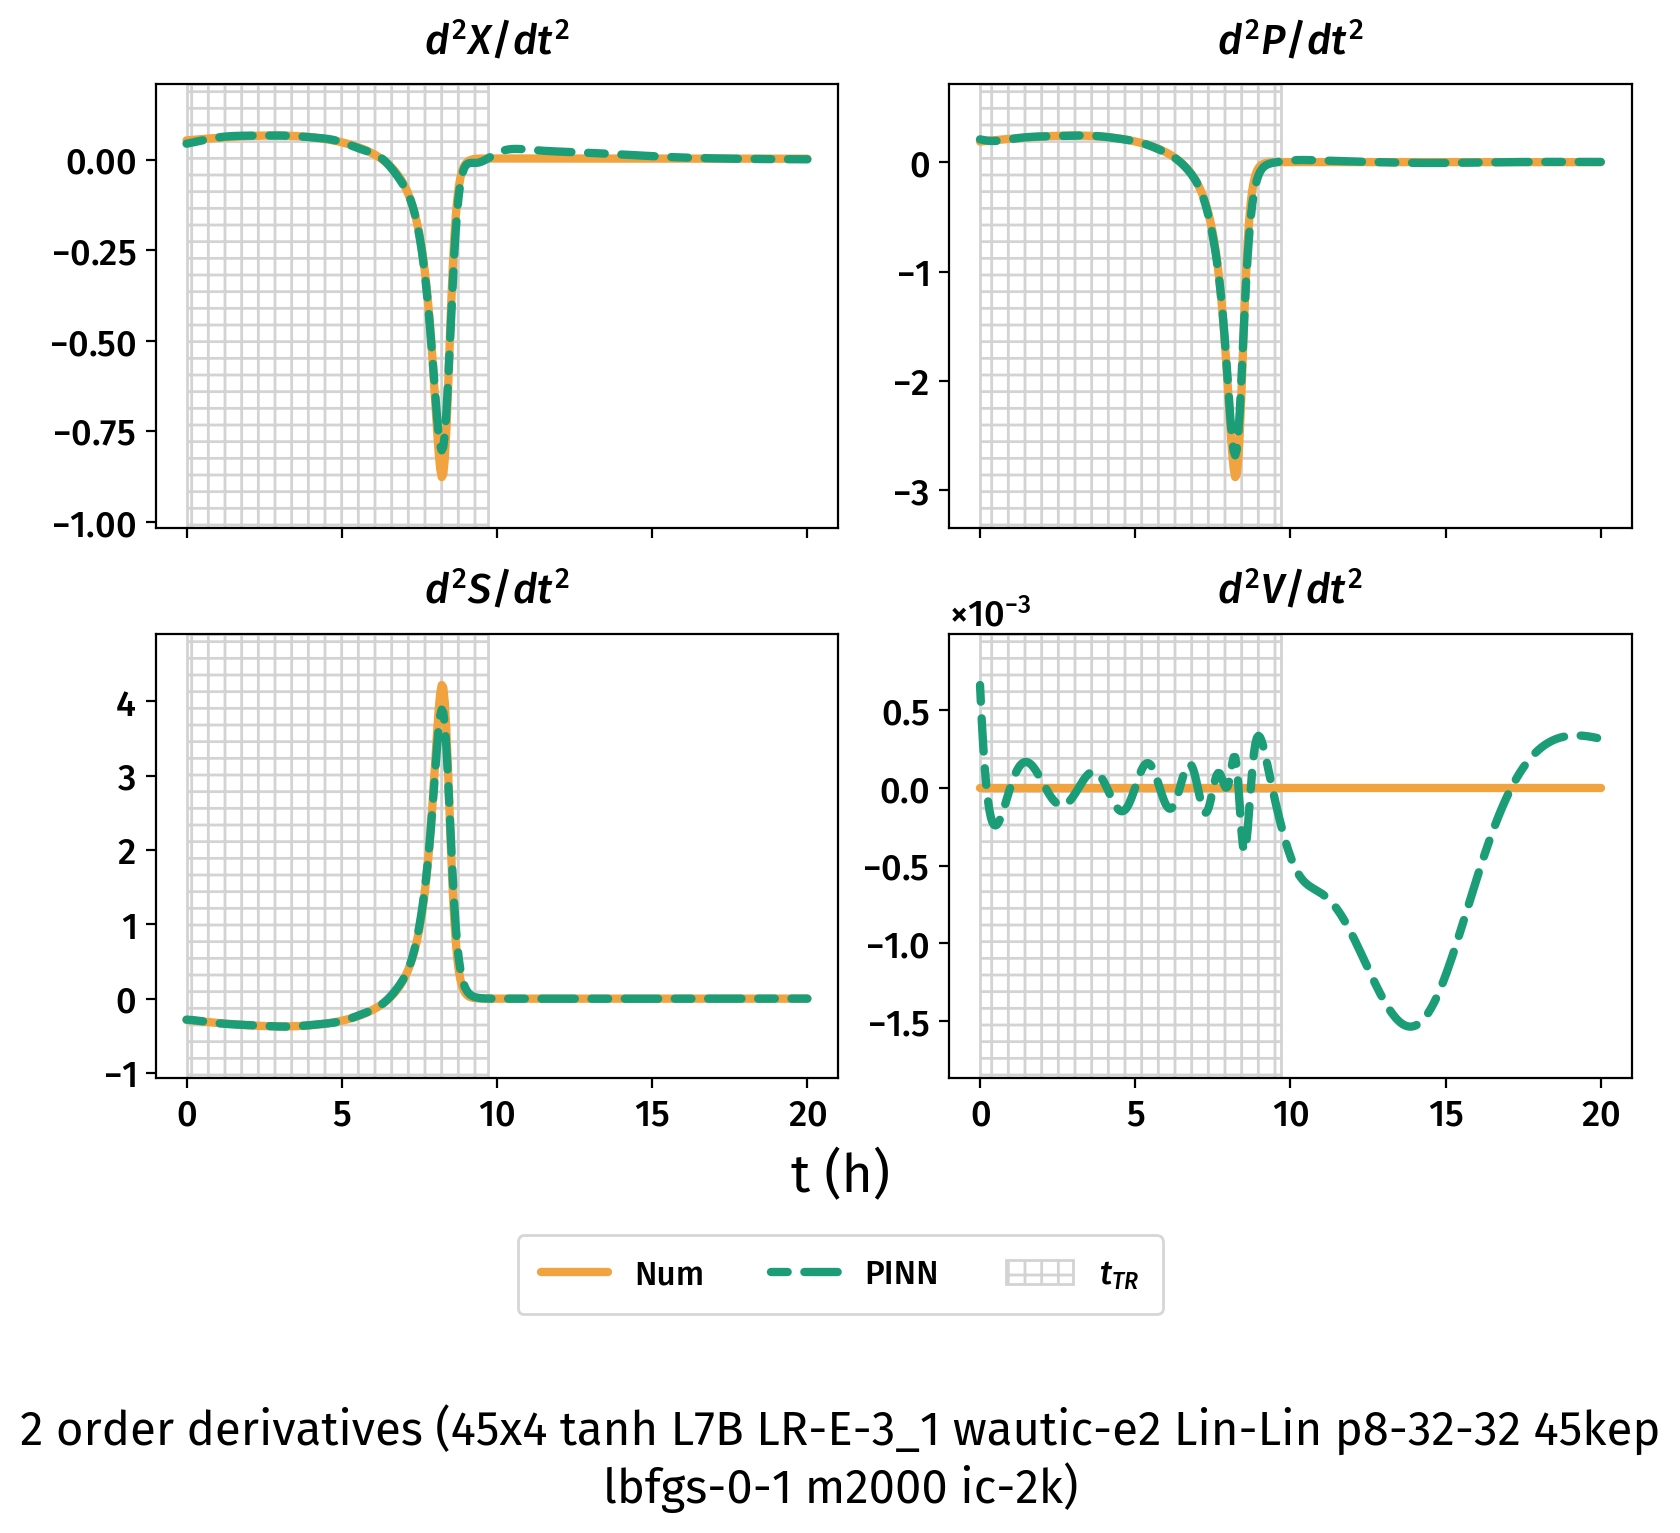 d²X/dt²
d²P/dt²
0.00
−0.25
−0.50
−0.75
−1.00
0
−1
−2
−3
d²S/dt²
d²V/dt²
×10⁻³
4
3
2
1
0
−1
0.5
0.0
−0.5
−1.0
−1.5
0 5 10 15 20
0 5 10 15 20
t (h)
Num PINN t_TR
2 order derivatives (45x4 tanh L7B LR-E-3_1 wautic-e2 Lin-Lin p8-32-32 45kep
lbfgs-0-1 m2000 ic-2k)